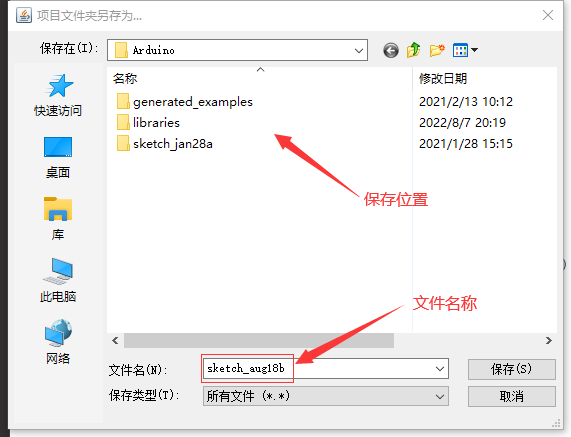 项目文件夹另存为...
保存在(I):
Arduino
名称
修改日期
generated_examples
2021/2/13 10:12
libraries
2022/8/7 20:19
sketch_jan28a
2021/1/28 15:15
快速访问
桌面
库
此电脑
网络
保存位置
文件名称
文件名(N):
sketch_aug18b
保存(S)
保存类型(T):
所有文件 (*.*)
取消